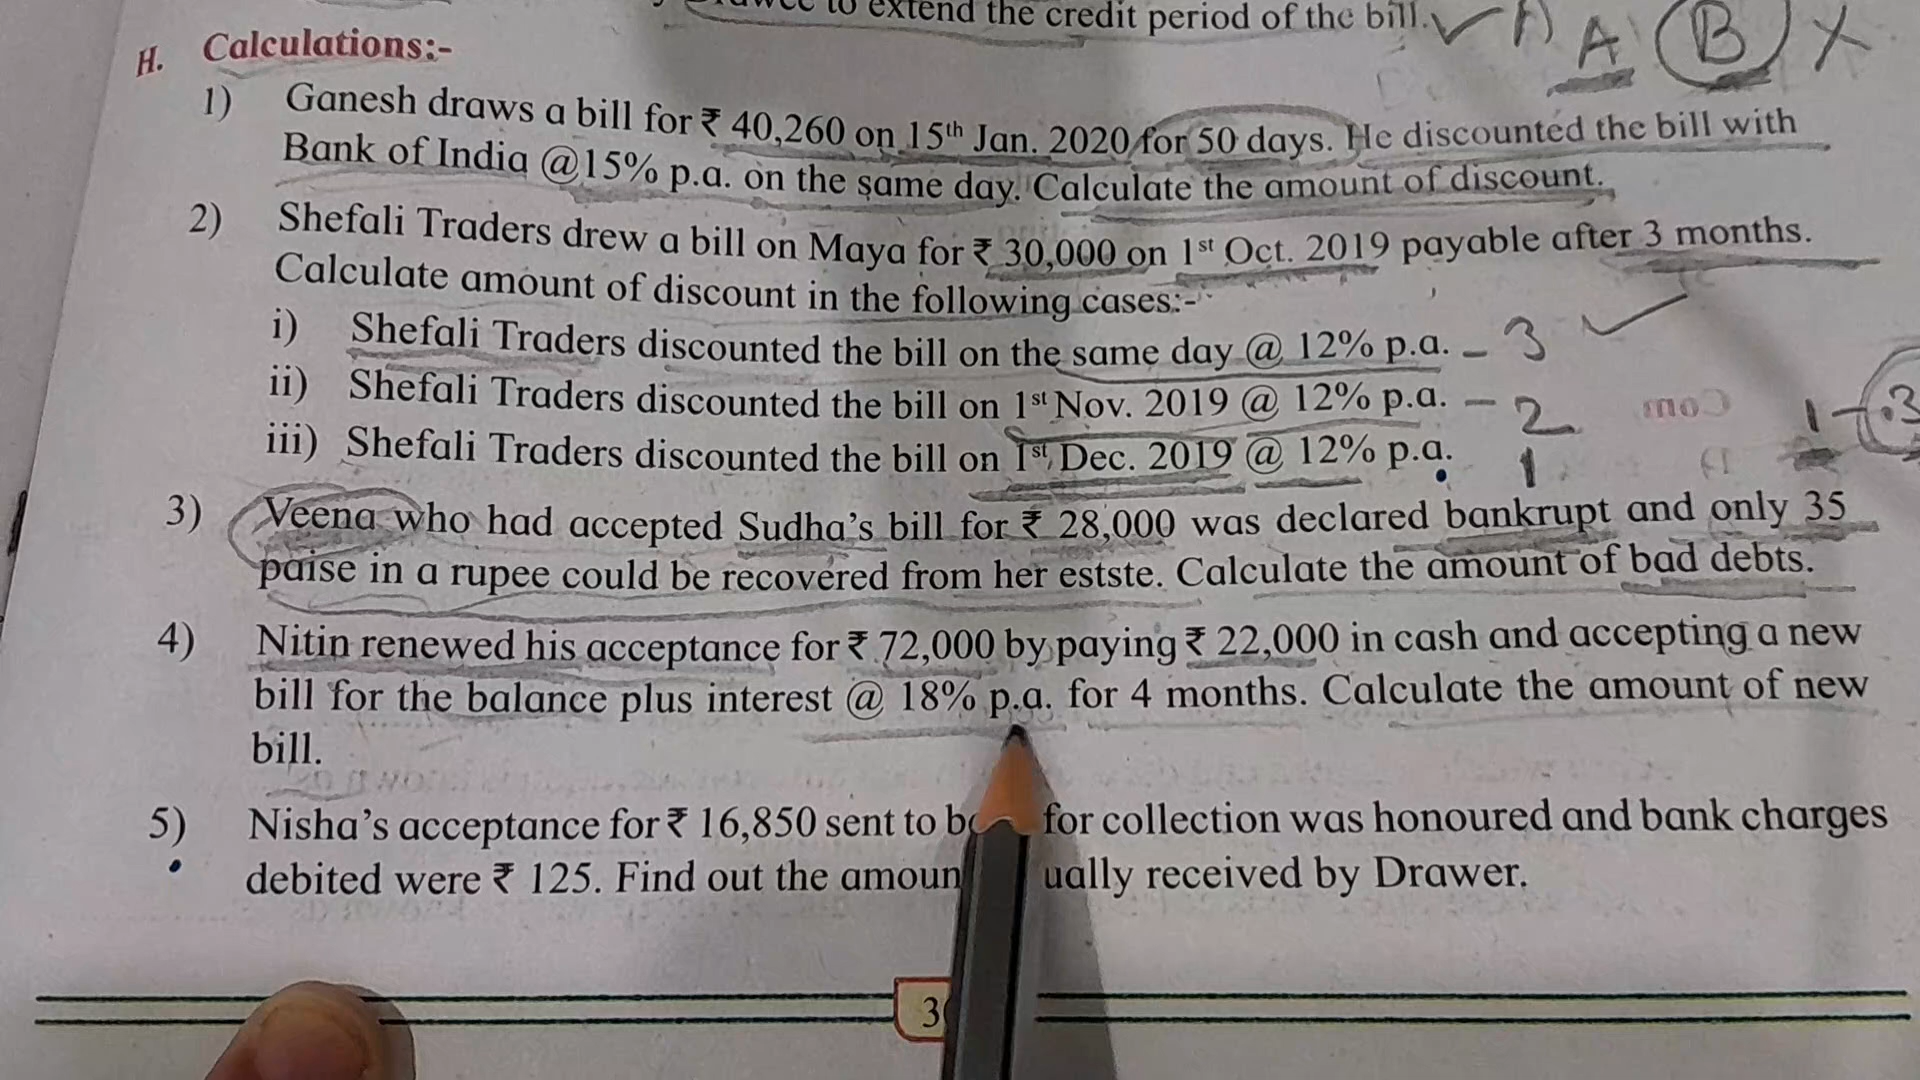 to extend the credit period of the bill. A) A B X
H. Calculations:-
1) Ganesh draws a bill for ₹ 40,260 on 15th Jan. 2020 for 50 days. He discounted the bill with
Bank of India @15% p.a. on the same day. Calculate the amount of discount.
2) Shefali Traders drew a bill on Maya for ₹ 30,000 on 1st Oct. 2019 payable after 3 months.
Calculate amount of discount in the following cases:-
i) Shefali Traders discounted the bill on the same day @ 12% p.a. - 3
ii) Shefali Traders discounted the bill on 1st Nov. 2019 @ 12% p.a. - 2
1 - 3
iii) Shefali Traders discounted the bill on 1st Dec. 2019 @ 12% p.a. 1
3) Veena who had accepted Sudha's bill for ₹ 28,000 was declared bankrupt and only 35
paise in a rupee could be recovered from her estste. Calculate the amount of bad debts.
4) Nitin renewed his acceptance for ₹ 72,000 by paying ₹ 22,000 in cash and accepting a new
bill for the balance plus interest @ 18% p.a. for 4 months. Calculate the amount of new
bill.
5) Nisha's acceptance for ₹ 16,850 sent to for collection was honoured and bank charges
debited were ₹ 125. Find out the amoun ually received by Drawer.
3